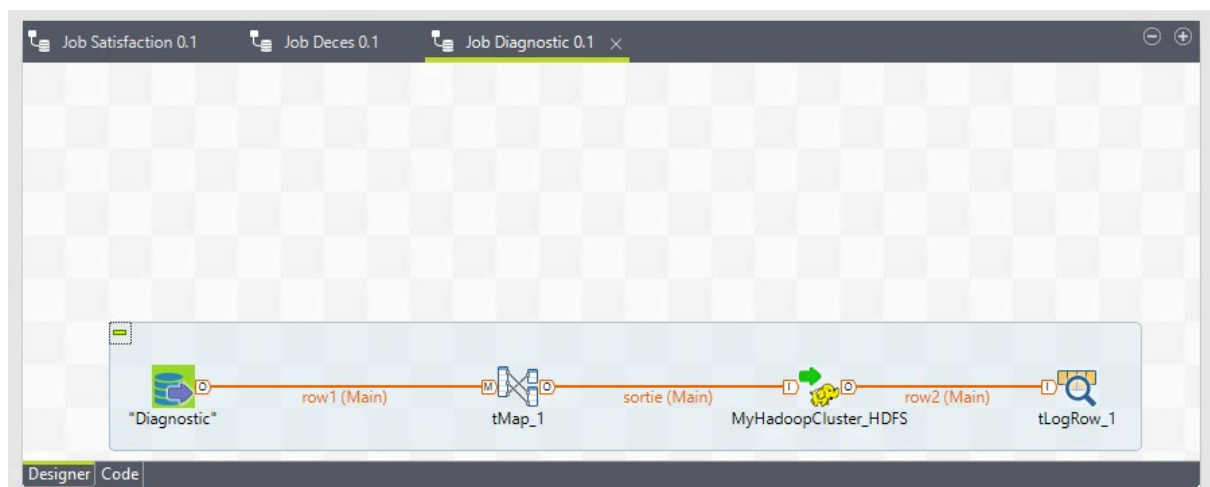 Job Satisfaction 0.1
Job Deces 0.1
Job Diagnostic 0.1
row1 (Main)
sortie (Main)
row2 (Main)
"Diagnostic"
tMap_1
MyHadoopCluster_HDFS
tLogRow_1
Designer
Code